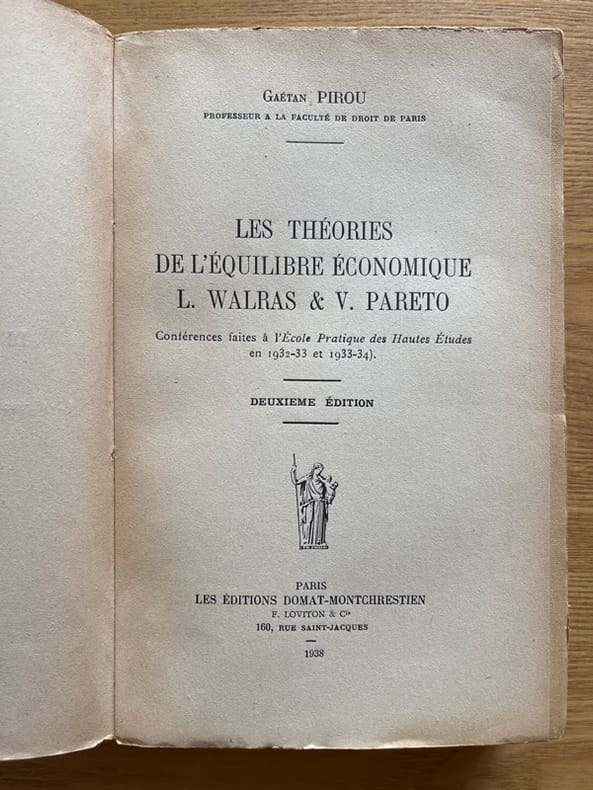 Gaétan PIROU
PROFESSEUR A LA FACULTÉ DE DROIT DE PARIS
LES THÉORIES
DE L'ÉQUILIBRE ÉCONOMIQUE
L. WALRAS & V. PARETO
Conférences faites à l'École Pratique des Hautes Études
en 1932-33 et 1933-34).
DEUXIEME ÉDITION
PARIS
LES ÉDITIONS DOMAT-MONTCHRESTIEN
F. LOVITON & Cie
160, RUE SAINT-JACQUES
1938